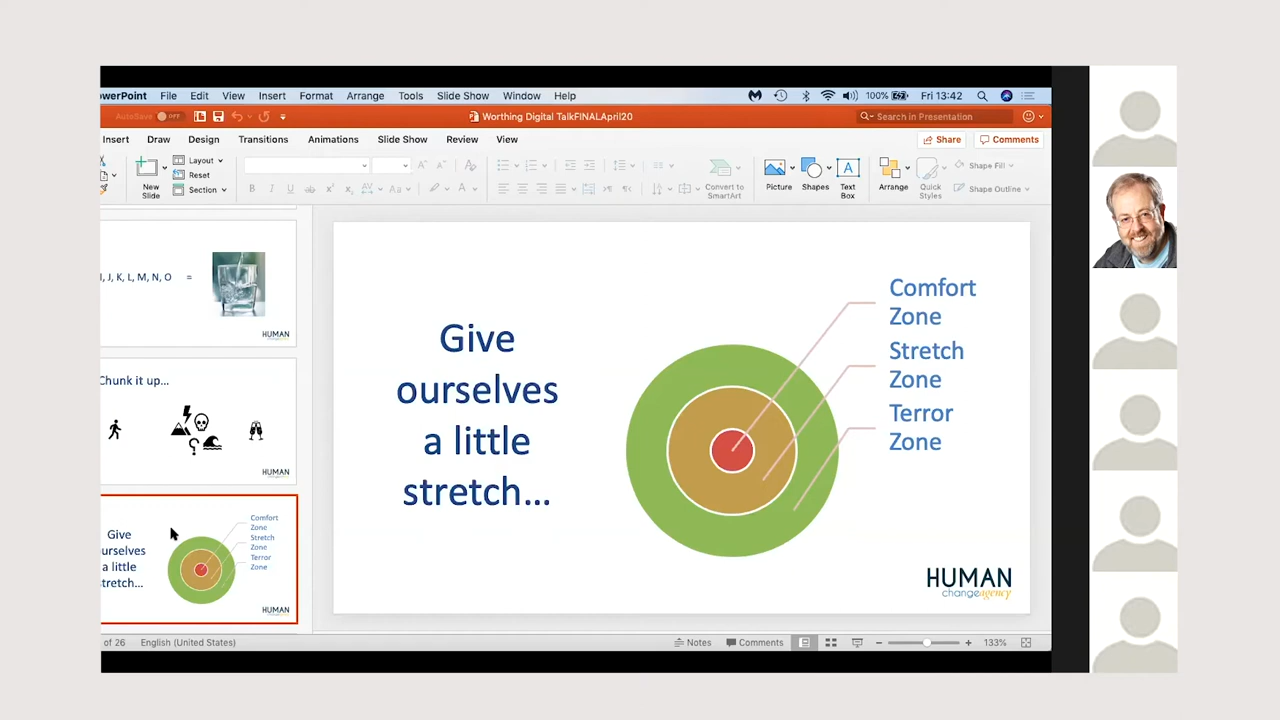 PowerPoint File Edit View Insert Format Arrange Tools Slide Show Window Help 100% Fri 13:42
AutoSave OFF Worthing Digital TalkFINALApril20 Search in Presentation
Insert Draw Design Transitions Animations Slide Show Review View Share Comments
New Slide
Layout
Reset
Section
Convert to SmartArt
Picture
Shapes
Text Box
Arrange
Quick Styles
Shape Fill
Shape Outline
I, J, K, L, M, N, O =
HUMAN
Chunk it up...
HUMAN
Give
ourselves
a little
stretch...
Comfort
Zone
Stretch
Zone
Terror
Zone
HUMAN
Give
ourselves
a little
stretch...
Comfort
Zone
Stretch
Zone
Terror
Zone
HUMAN
changeagency
of 26 English (United States) Notes Comments 133%